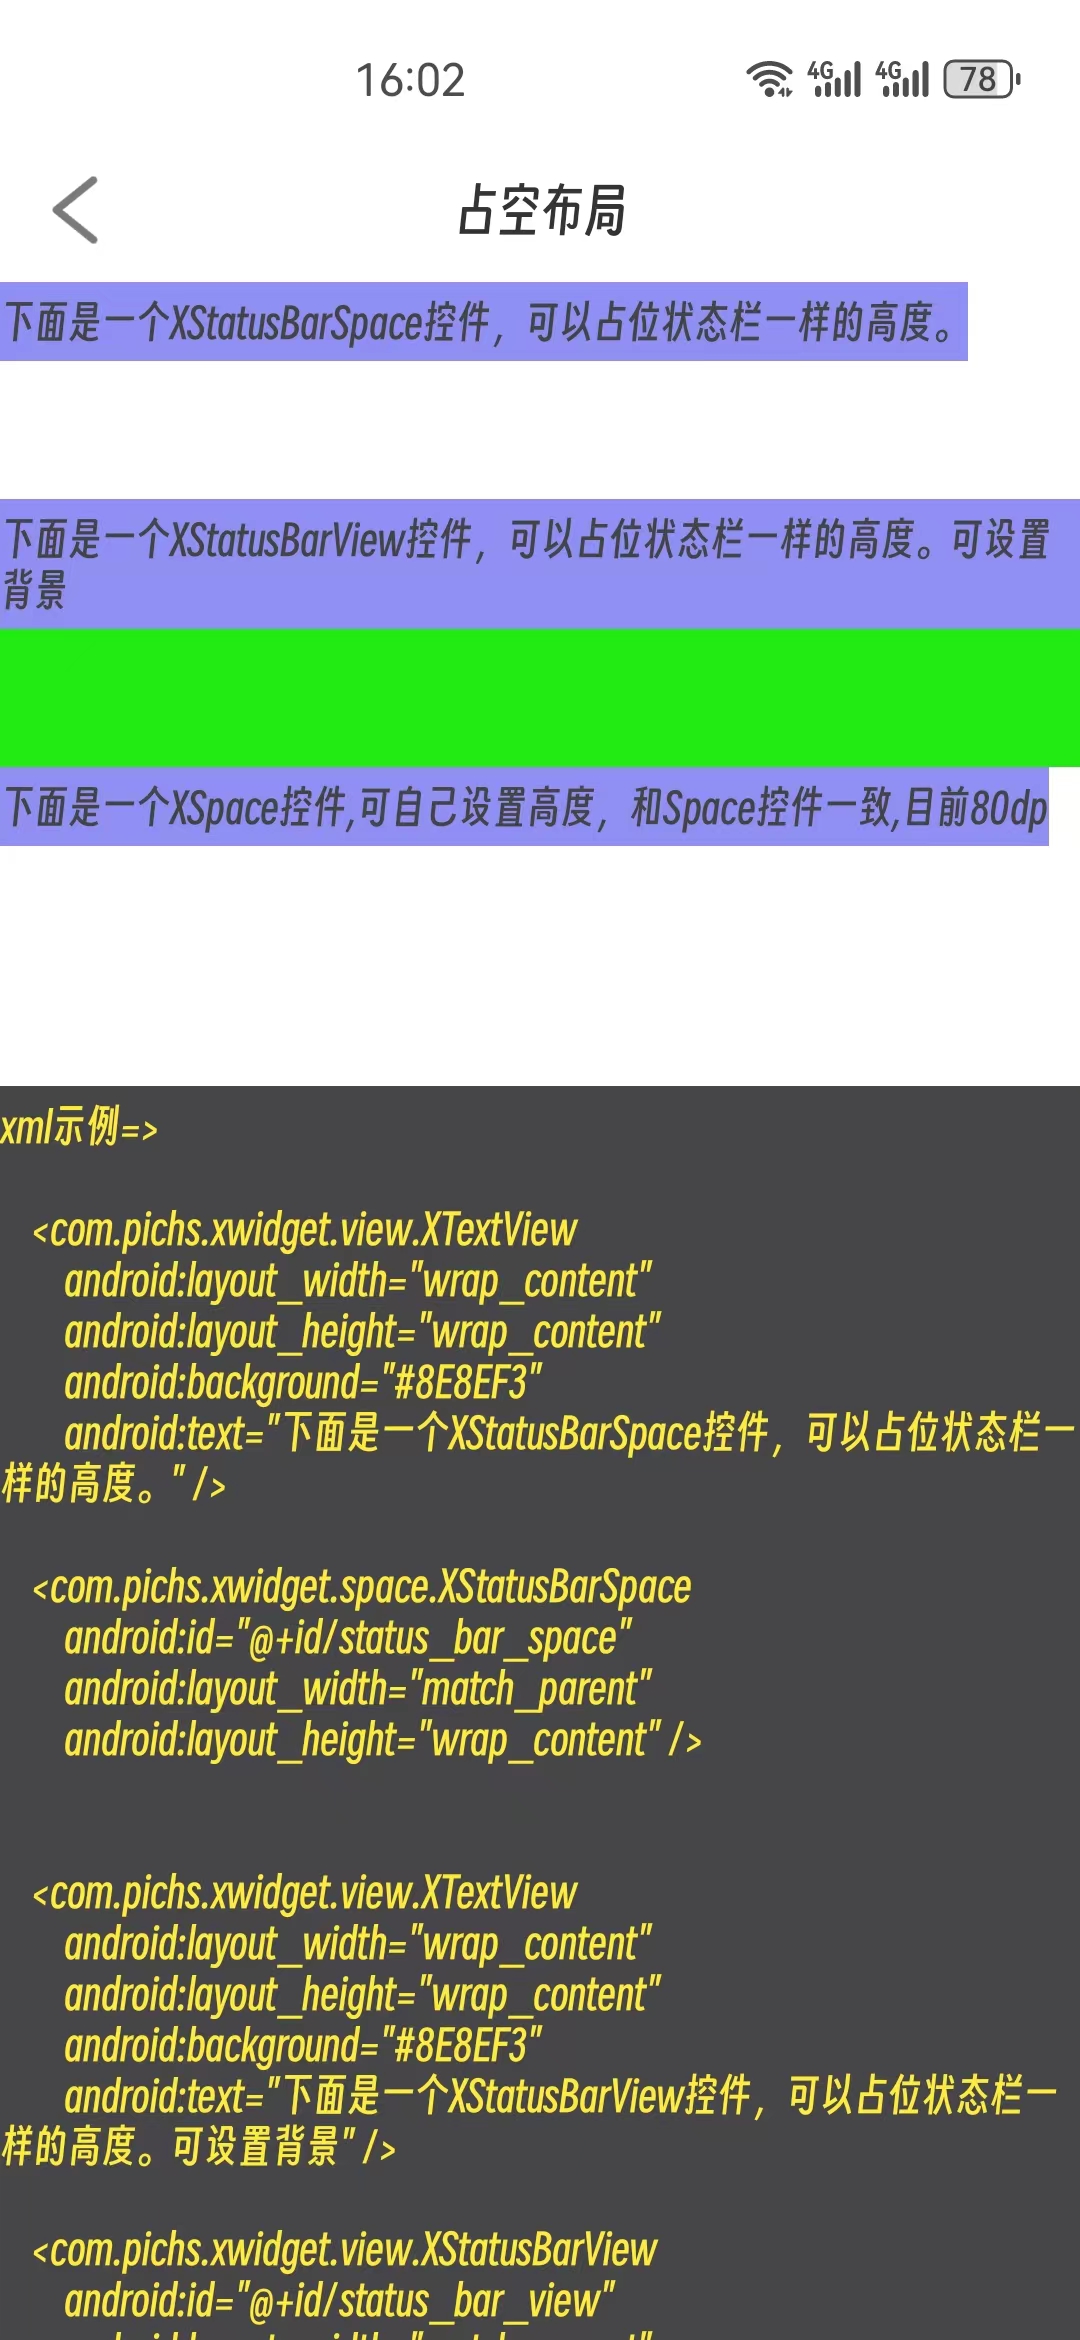 16:02
4G 4G 78
占空布局
下面是一个XStatusBarSpace控件，可以占位状态栏一样的高度。
下面是一个XStatusBarView控件，可以占位状态栏一样的高度。可设置
背景
下面是一个XSpace控件,可自己设置高度，和Space控件一致,目前80dp
xml示例=>
<com.pichs.xwidget.view.XTextView
android:layout_width="wrap_content"
android:layout_height="wrap_content"
android:background="#8E8EF3"
android:text="下面是一个XStatusBarSpace控件，可以占位状态栏一
样的高度。" />
<com.pichs.xwidget.space.XStatusBarSpace
android:id="@+id/status_bar_space"
android:layout_width="match_parent"
android:layout_height="wrap_content" />
<com.pichs.xwidget.view.XTextView
android:layout_width="wrap_content"
android:layout_height="wrap_content"
android:background="#8E8EF3"
android:text="下面是一个XStatusBarView控件，可以占位状态栏一
样的高度。可设置背景" />
<com.pichs.xwidget.view.XStatusBarView
android:id="@+id/status_bar_view"